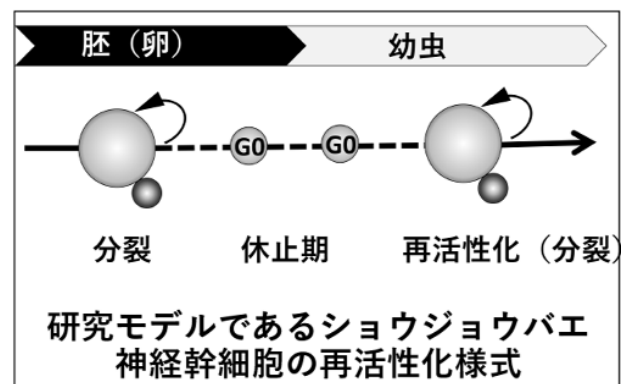 胚（卵）
幼虫
G0
G0
分裂
休止期
再活性化（分裂）
研究モデルであるショウジョウバエ
神経幹細胞の再活性化様式